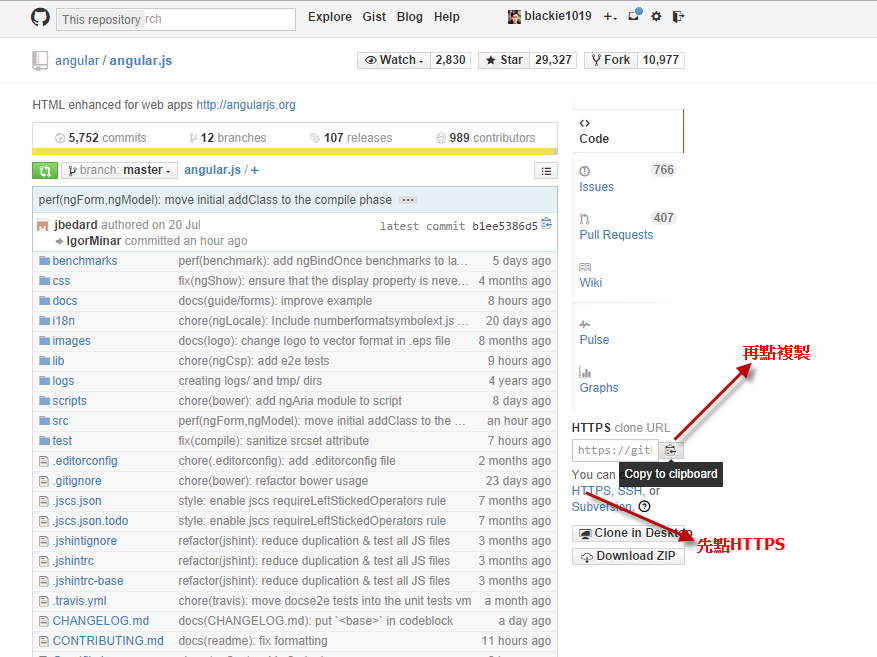 This repository rch Explore Gist Blog Help blackie1019
angular / angular.js Watch 2,830 Star 29,327 Fork 10,977
HTML enhanced for web apps http://angularjs.org
5,752 commits 12 branches 107 releases 989 contributors
branch: master angular.js / +
perf(ngForm,ngModel): move initial addClass to the compile phase ...
jbedard authored on 20 Jul latest commit b1ee5386d5
IgorMinar committed an hour ago
benchmarks perf(benchmark): add ngBindOnce benchmarks to la… 5 days ago
css fix(ngShow): ensure that the display property is neve… 4 months ago
docs docs(guide/forms): improve example 8 hours ago
i18n chore(ngLocale): Include numberformatsymbolext.js … 20 days ago
images docs(logo): change logo to vector format in .eps file 8 months ago
lib chore(ngCsp): add e2e tests 9 hours ago
logs creating logs/ and tmp/ dirs 4 years ago
scripts chore(bower): add ngAria module to script 8 days ago
src perf(ngForm,ngModel): move initial addClass to the … an hour ago
test fix(compile): sanitize srcset attribute 7 hours ago
.editorconfig chore(.editorconfig): add .editorconfig file 2 months ago
.gitignore chore(bower): refactor bower usage 23 days ago
.jscs.json style: enable jscs requireLeftStickedOperators rule 7 months ago
.jscs.json.todo style: enable jscs requireLeftStickedOperators rule 7 months ago
.jshintignore refactor(jshint): reduce duplication & test all JS files 3 months ago
.jshintrc refactor(jshint): reduce duplication & test all JS files 3 months ago
.jshintrc-base refactor(jshint): reduce duplication & test all JS files 3 months ago
.travis.yml chore(travis): move docse2e tests into the unit tests vm a month ago
CHANGELOG.md docs(CHANGELOG.md): put `<base>` in codeblock a day ago
CONTRIBUTING.md docs(readme): fix formatting 11 hours ago
Code
Issues 766
Pull Requests 407
Wiki
Pulse
Graphs
再點複製
HTTPS clone URL
https://git
Copy to clipboard
You can
HTTPS, SSH, or
Subversion.
Clone in Desktop
先點HTTPS
Download ZIP